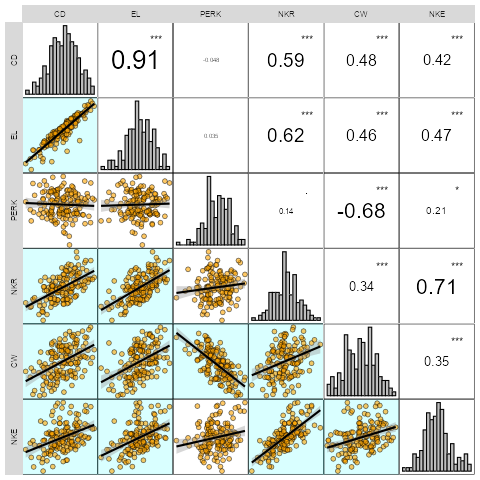 CD EL PERK NKR CW NKE
CD *** *** *** ***
0.91 -0.048 0.59 0.48 0.42
EL *** *** ***
0.035 0.62 0.46 0.47
PERK . *** *
0.14 -0.68 0.21
NKR *** ***
0.34 0.71
CW ***
0.35
NKE